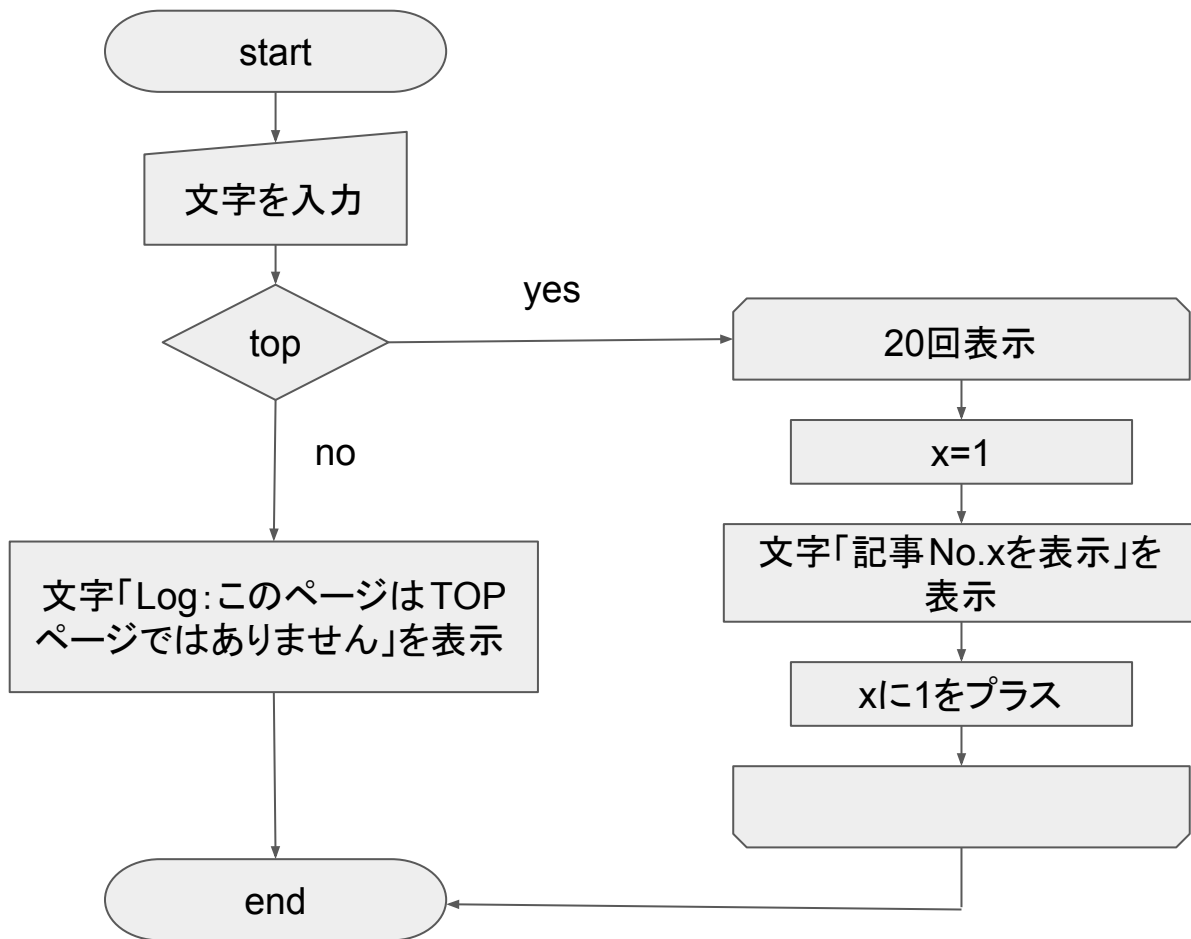 start
文字を入力
top
yes
no
20回表示
x=1
文字「記事No.xを表示」を
表示
xに1をプラス
文字「Log：このページはTOP
ページではありません」を表示
end